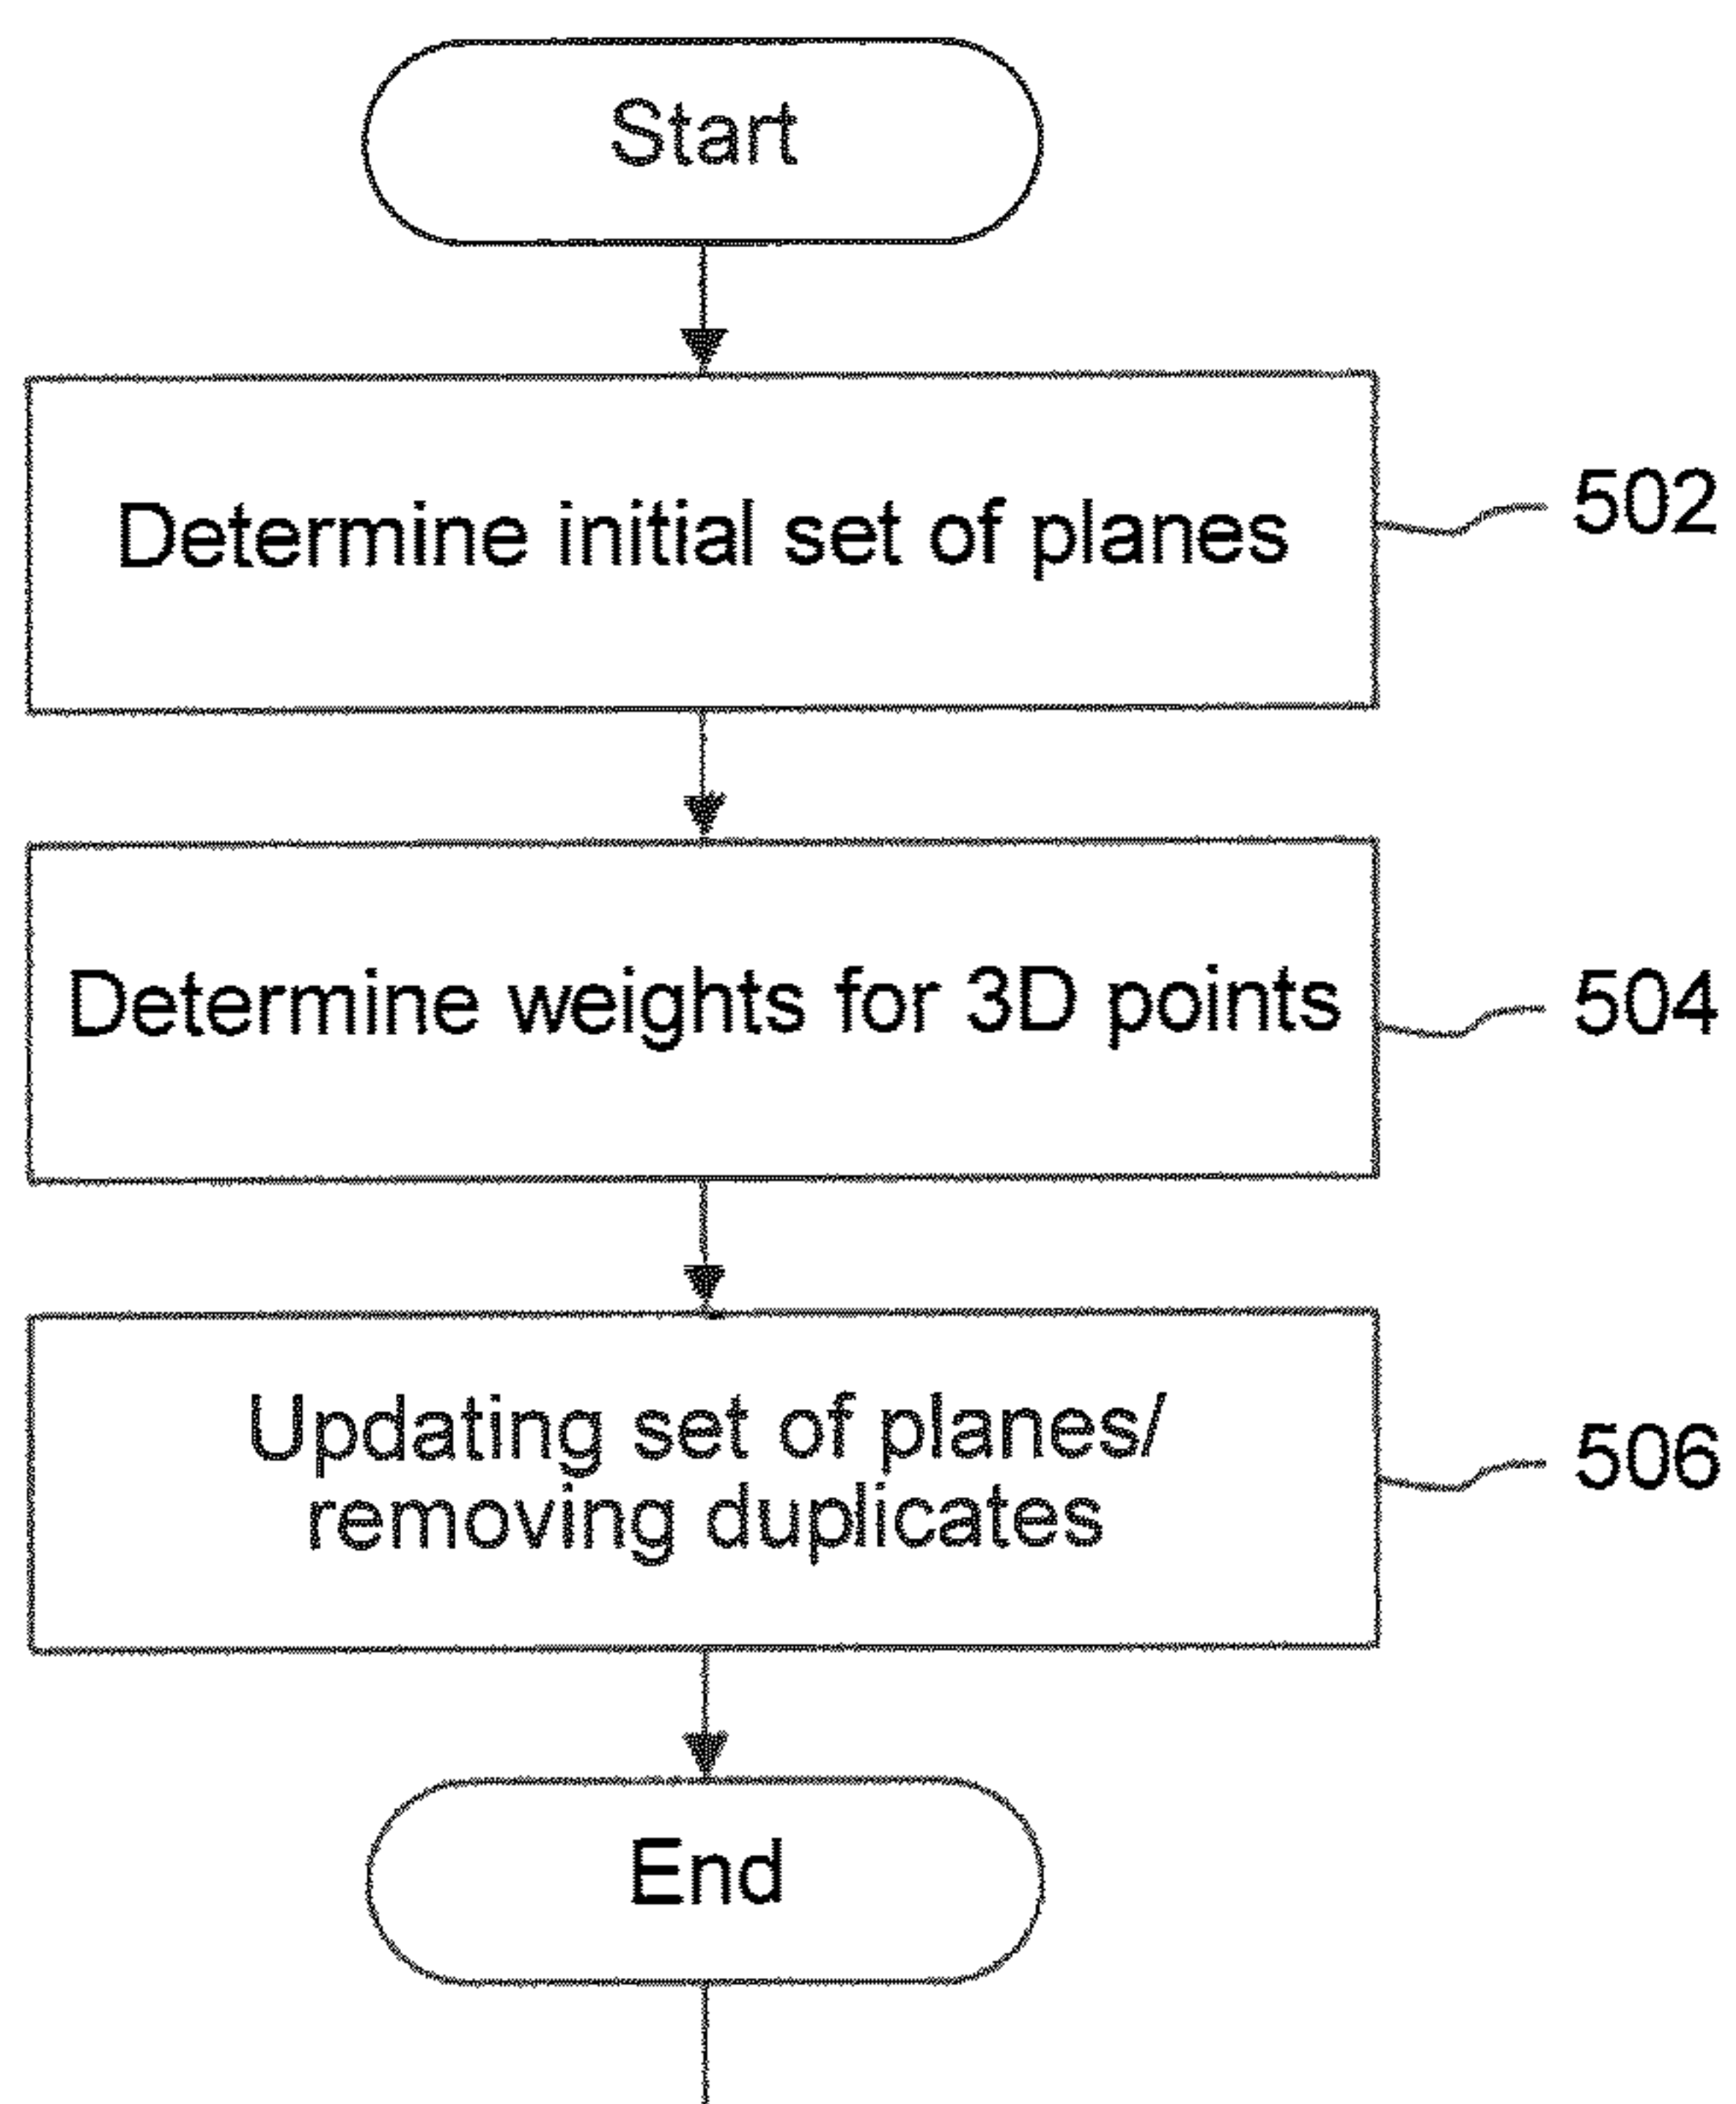 Start
Determine initial set of planes
502
Determine weights for 3D points
504
Updating set of planes/
removing duplicates
506
End